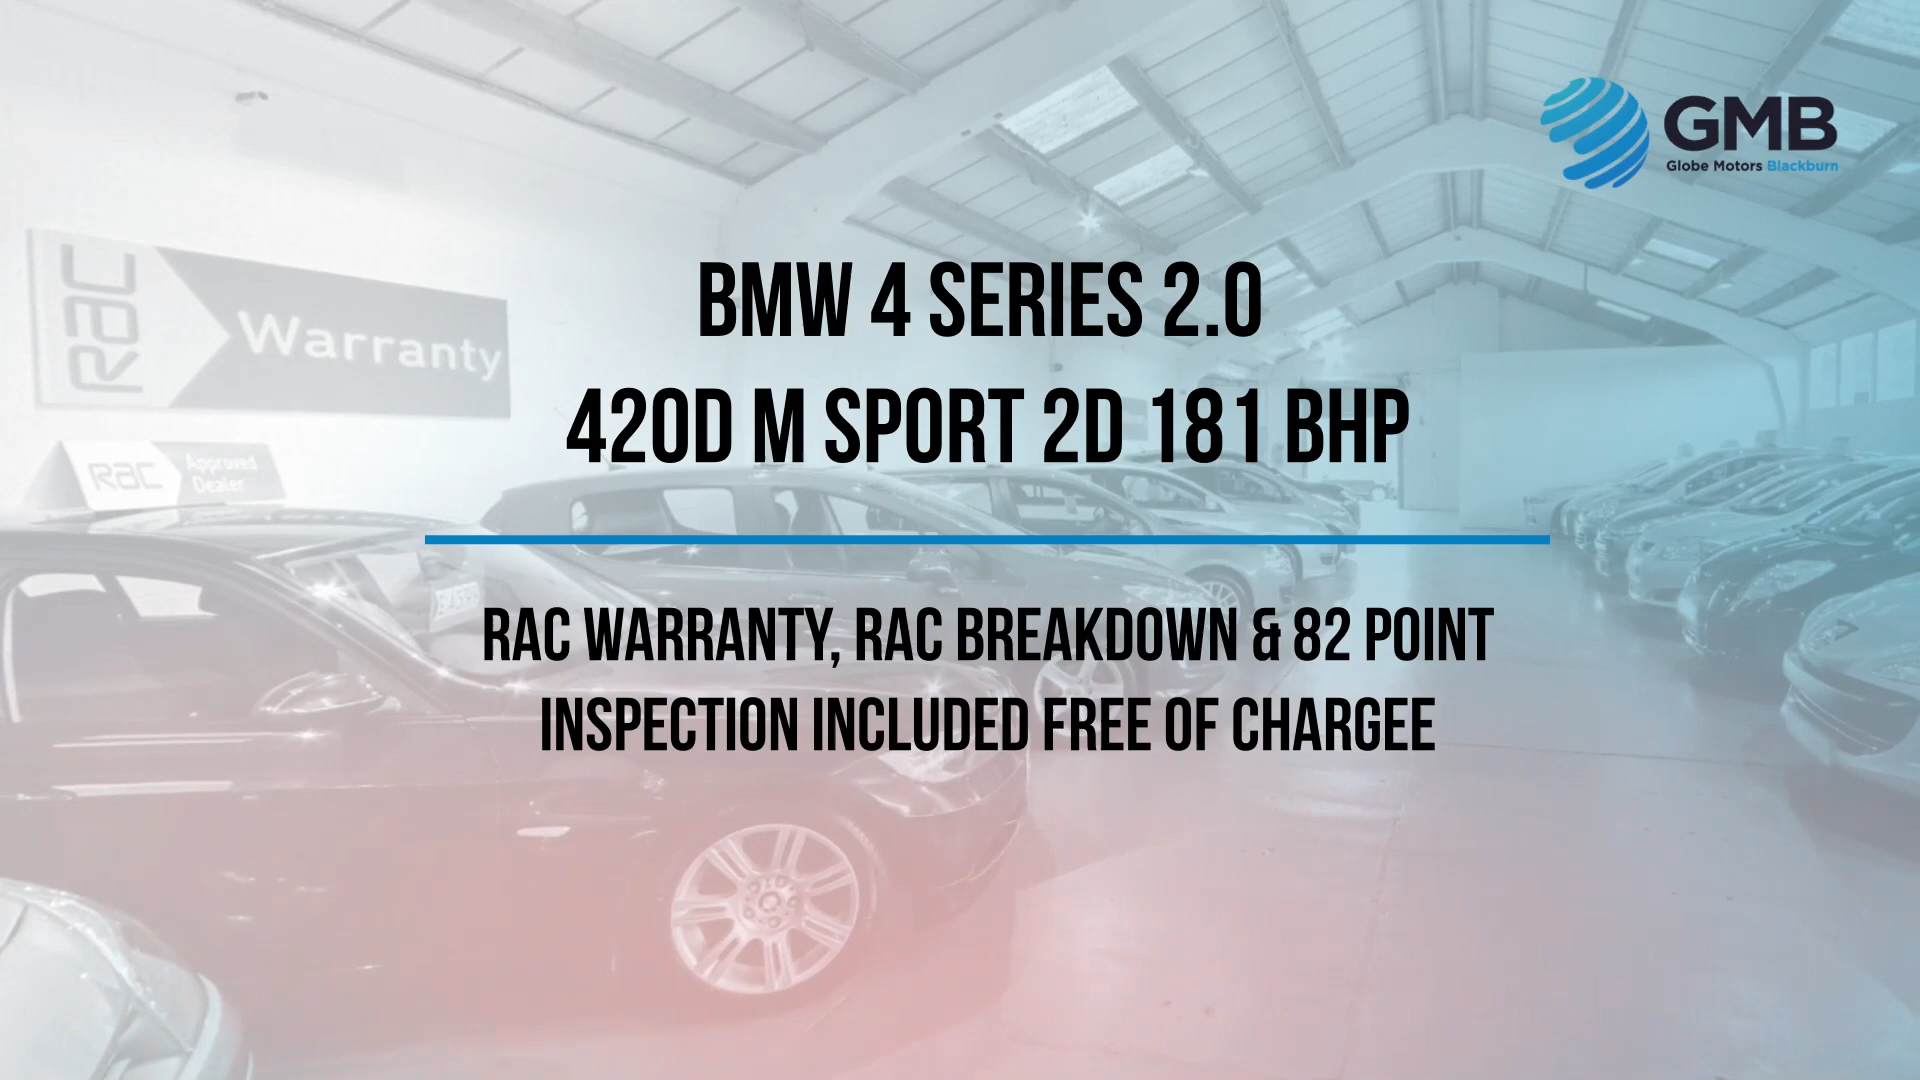 GMB
Globe Motors Blackburn
BMW 4 SERIES 2.0
420D M SPORT 2D 181 BHP
RAC Warranty
RAC Approved
Dealer
RAC WARRANTY, RAC BREAKDOWN & 82 POINT
INSPECTION INCLUDED FREE OF CHARGEE